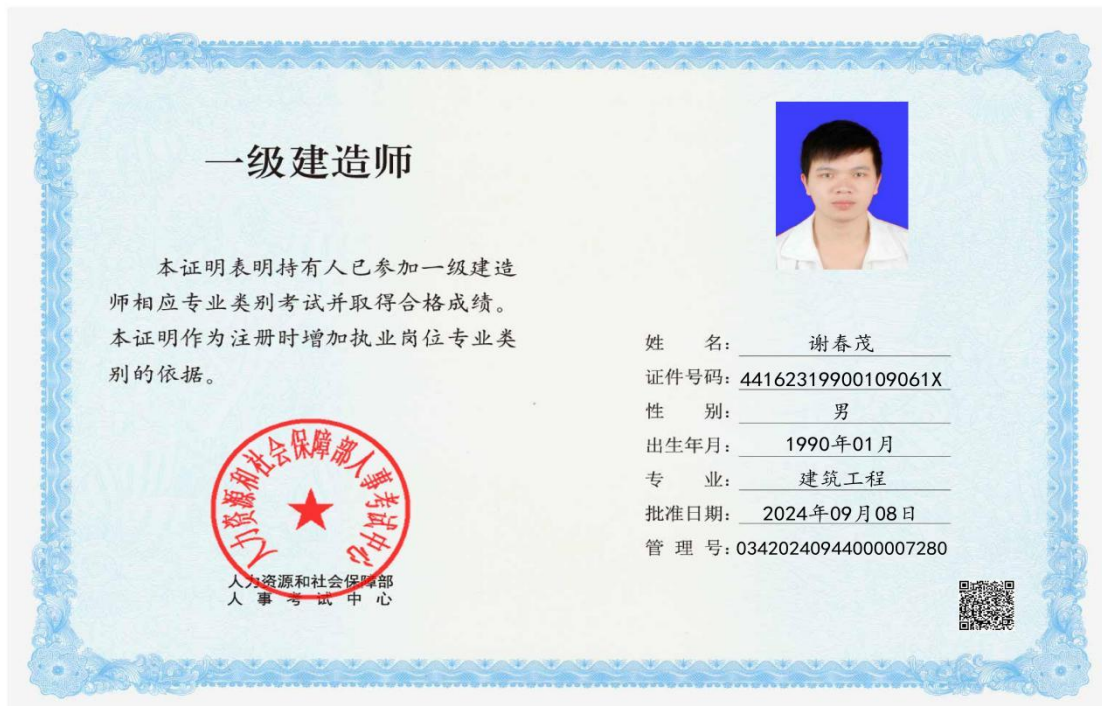 一级建造师
本证明表明持有人已参加一级建造
师相应专业类别考试并取得合格成绩。
本证明作为注册时增加执业岗位专业类
别的依据。
人力资源和社会保障部人事考试中心
人力资源和社会保障部
人事考试中心
姓 名: 谢春茂
证件号码: 44162319900109061X
性 别: 男
出生年月: 1990年01月
专 业: 建筑工程
批准日期: 2024年09月08日
管 理 号: 03420240944000007280